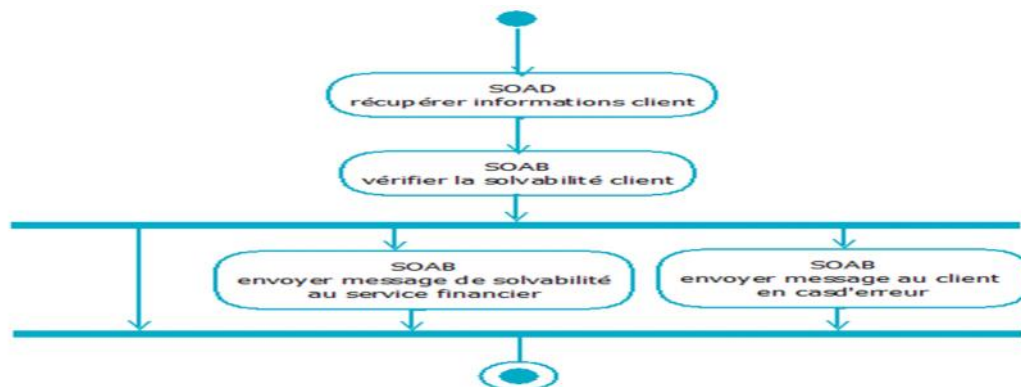 SOAD
récupérer informations client
SOAB
vérifier la solvabilité client
SOAB
envoyer message de solvabilité
au service financier
SOAB
envoyer message au client
en casd'erreur